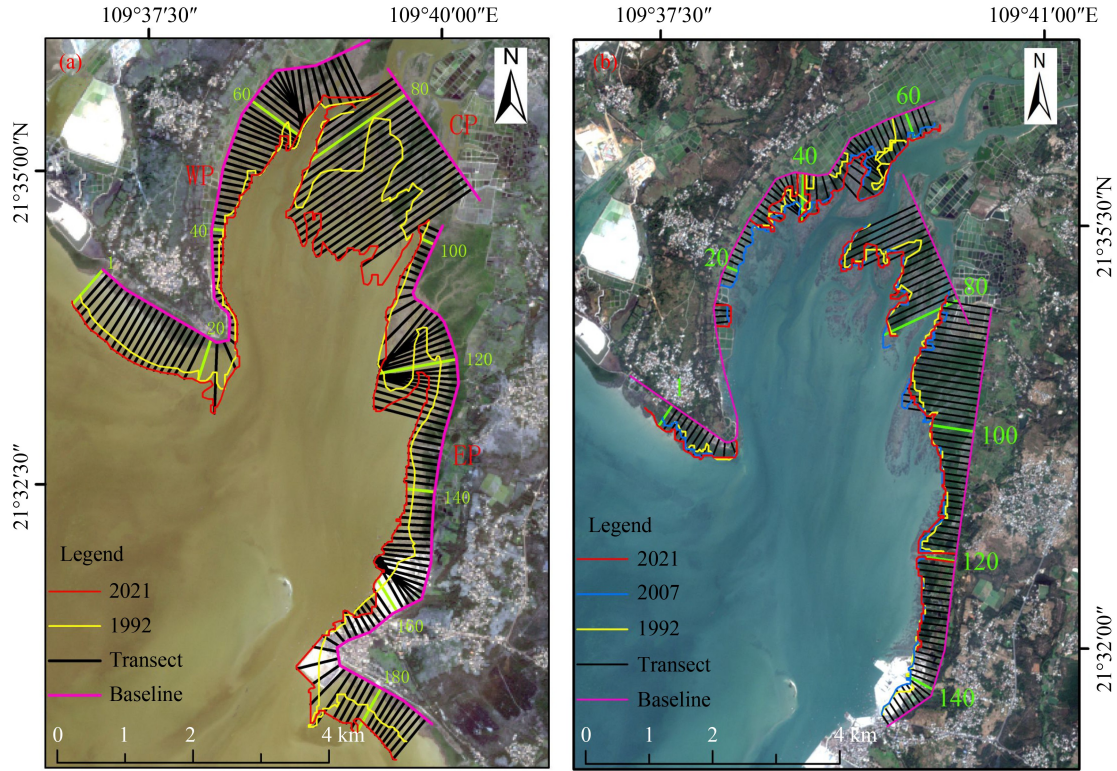 109°37′30″
109°40′00″E
109°37′30″
109°41′00″E
21°35′00″N
21°32′30″
(a)
N
60
80
CP
WP
40
100
1
20
120
EP
140
160
180
Legend
2021
1992
Transect
Baseline
0 1 2 4 km
(b)
N
60
40
20
80
1
100
120
140
Legend
2021
2007
1992
Transect
Baseline
0 1 2 4 km
21°35′30″
21°32′00″